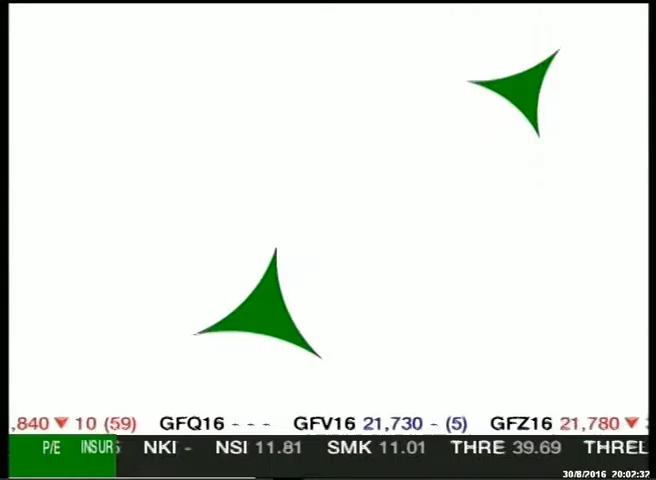 ,840 ▼ 10 (59) GFQ16 - - - GFV16 21,730 - (5) GFZ16 21,780 ▼
P/E INSUR NKI - NSI 11.81 SMK 11.01 THRE 39.69 THREL
30/8/2016 20:02:32